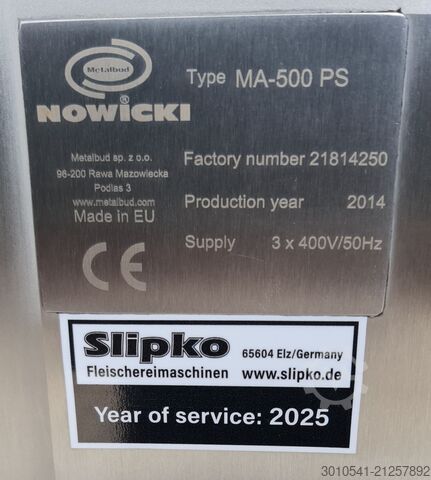 Metalbud
NOWICKI
®
Metalbud sp. z o.o.
96-200 Rawa Mazowiecka
Podlas 3
www.metalbud.com
Made in EU
CE
Type MA-500 PS
Factory number 21814250
Production year 2014
Supply 3 x 400V/50Hz
Slipko
Fleischereimaschinen
65604 Elz/Germany
www.slipko.de
Year of service: 2025
3010541-21257892